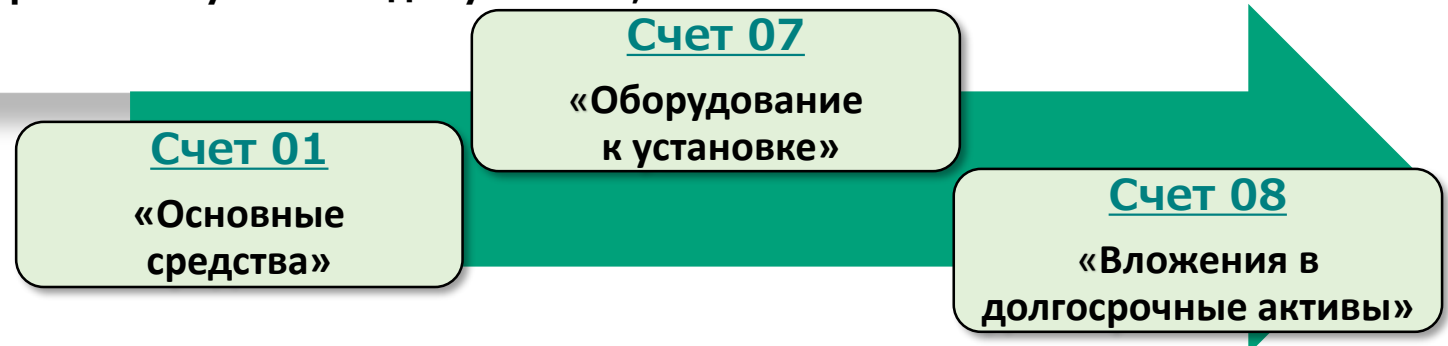 Счет 07
«Оборудование
к установке»
Счет 01
«Основные
средства»
Счет 08
«Вложения в
долгосрочные активы»